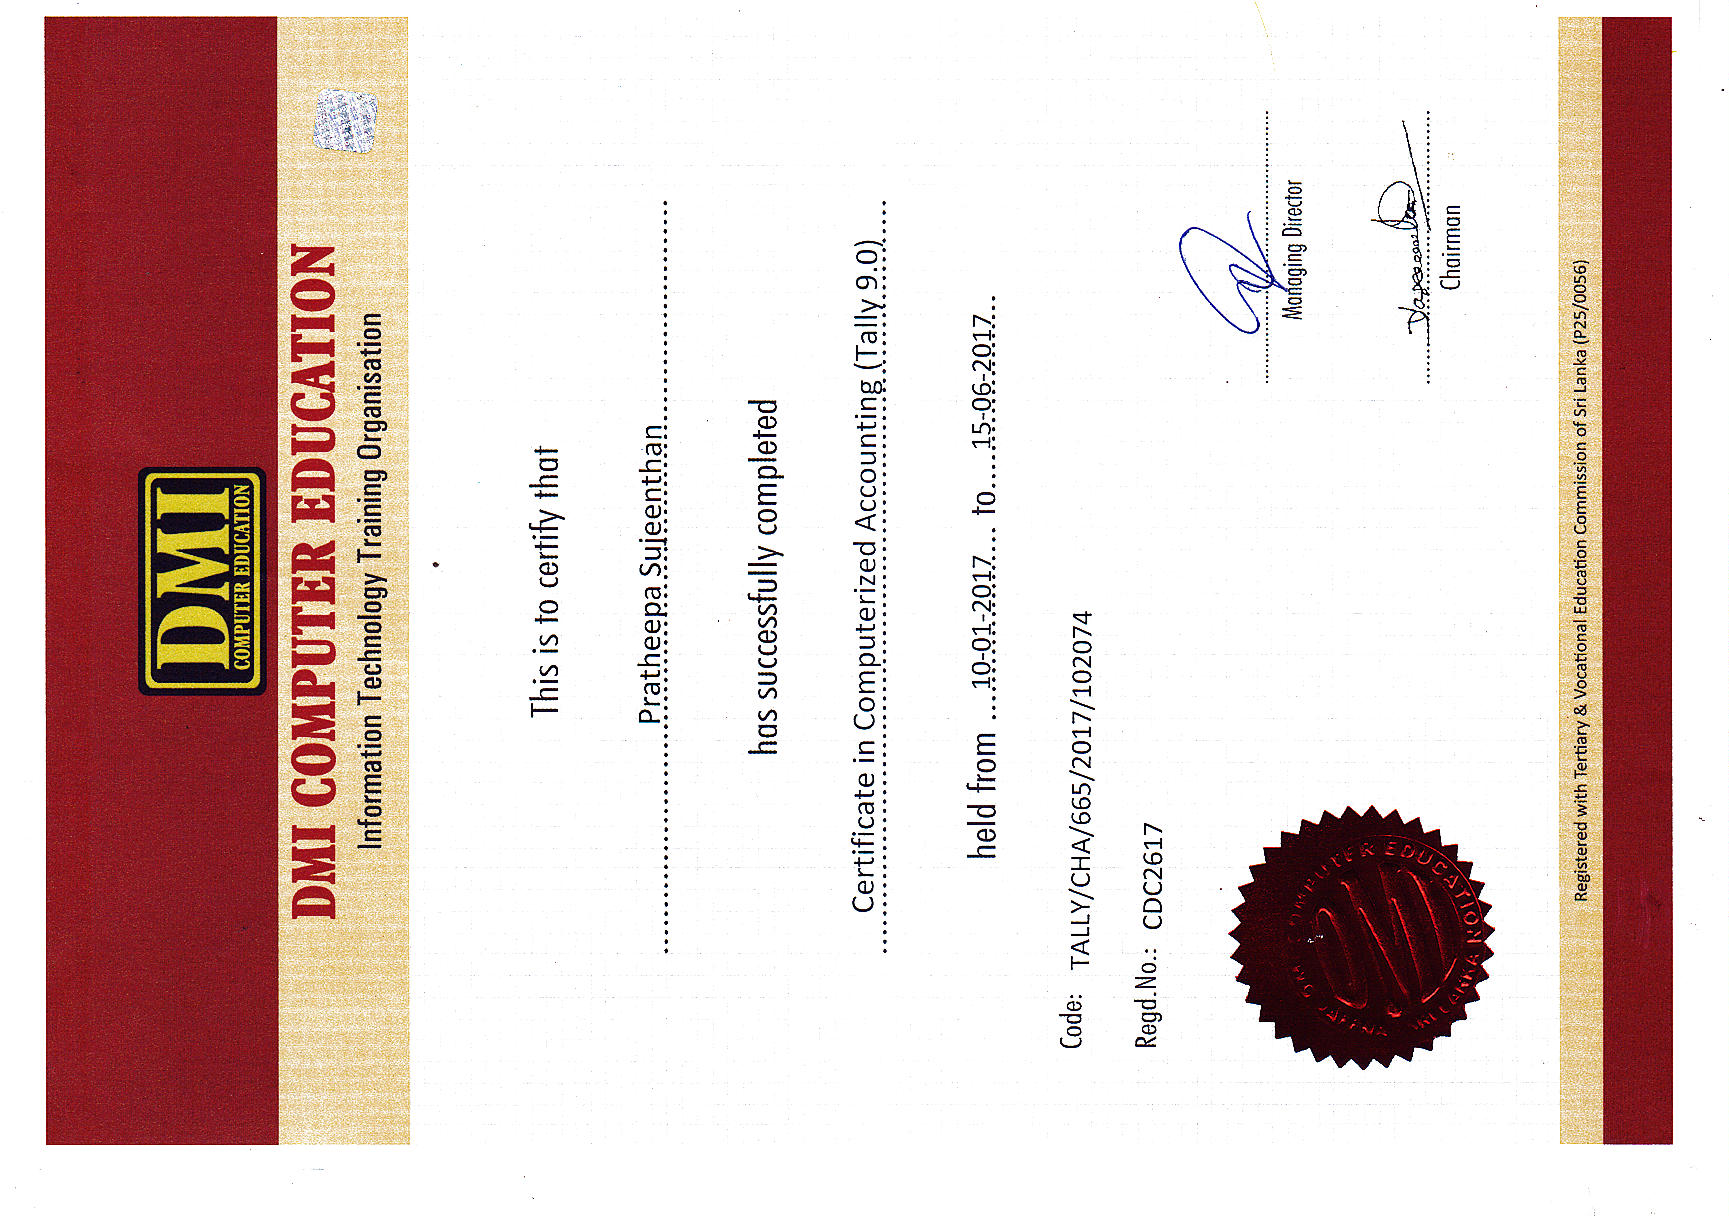 DMI
COMPUTER EDUCATION
DMI COMPUTER EDUCATION
Information Technology Training Organisation
This is to certify that
Pratheepa Sujeenthan
has successfully completed
Certificate in Computerized Accounting (Tally 9.0)
held from ...10-01-2017... to....15-06-2017..
Code: TALLY/CHA/665/2017/102074
Regd.No.: CDC2617
Managing Director
COMPUTER EDUCATION
Chairman
Registered with Tertiary & Vocational Education Commission of Sri Lanka (P25/0056)